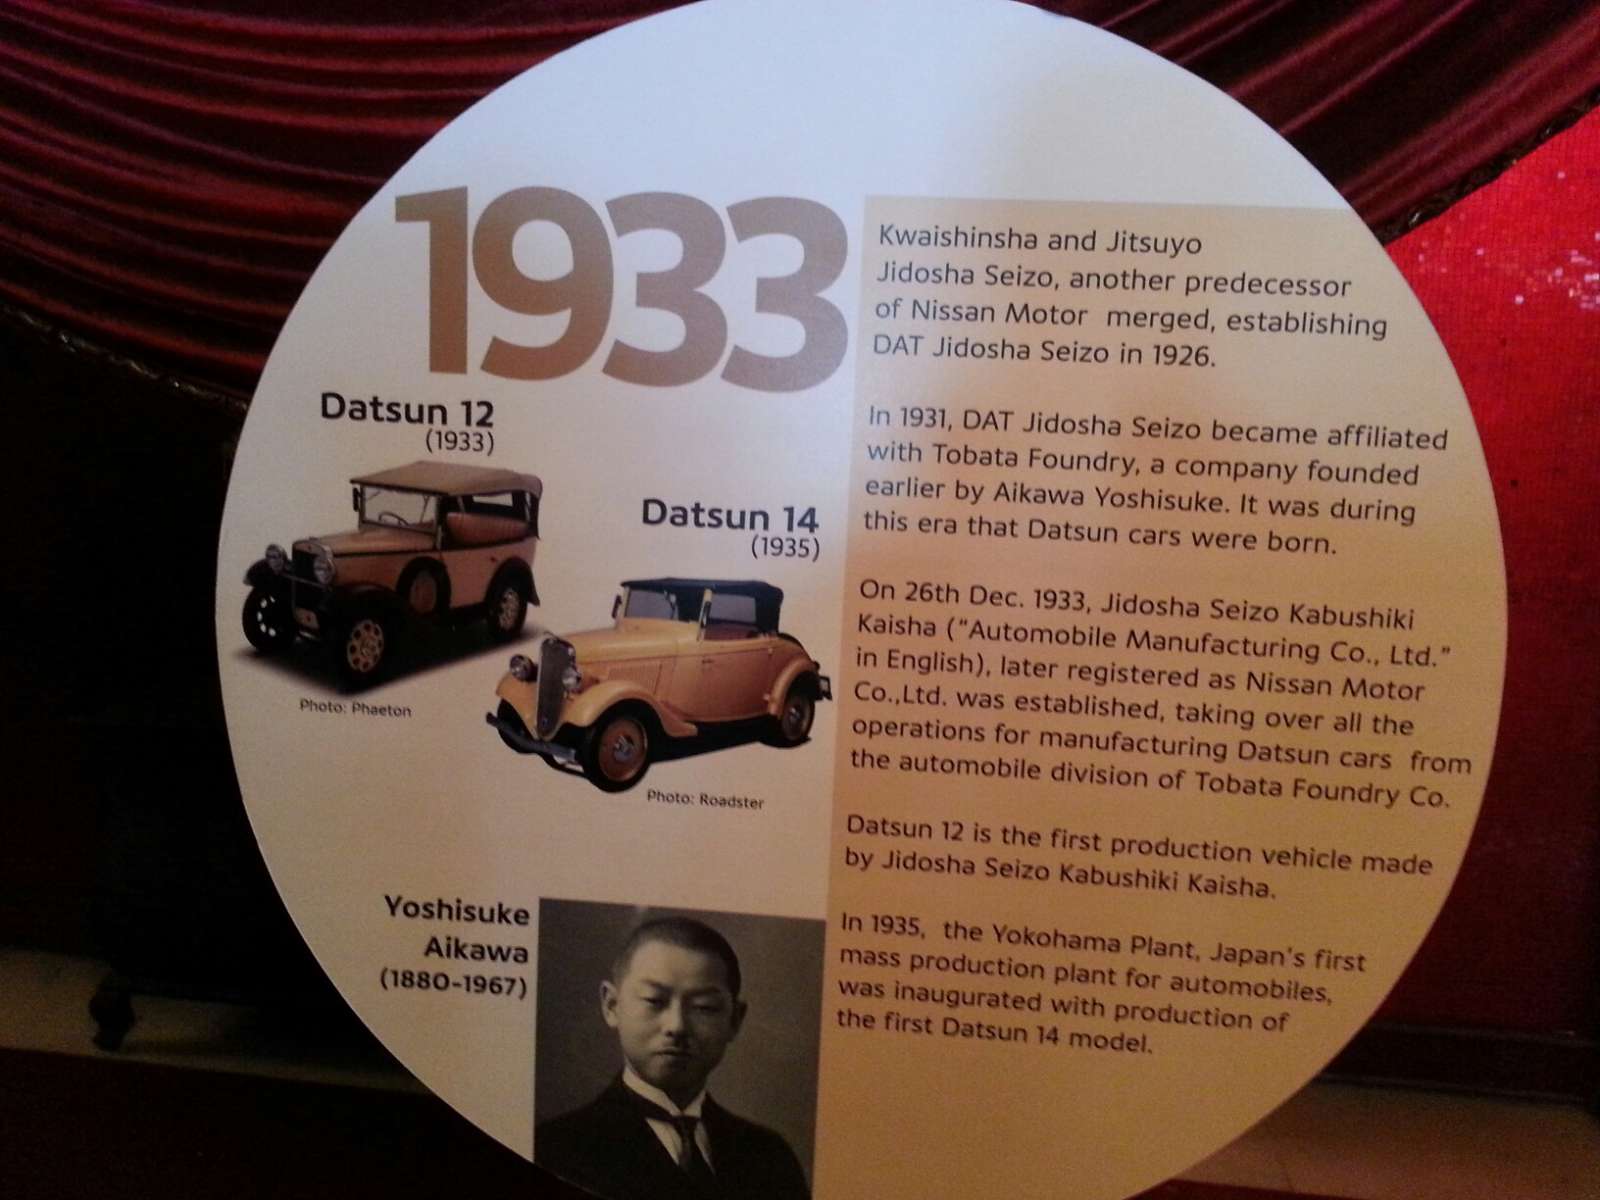 1933
Datsun 12
(1933)
Datsun 14
(1935)
Photo: Phaeton
Photo: Roadster
Yoshisuke
Aikawa
(1880-1967)
Kwaishinsha and Jitsuyo
Jidosha Seizo, another predecessor
of Nissan Motor merged, establishing
DAT Jidosha Seizo in 1926.
In 1931, DAT Jidosha Seizo became affiliated
with Tobata Foundry, a company founded
earlier by Aikawa Yoshisuke. It was during
this era that Datsun cars were born.
On 26th Dec. 1933, Jidosha Seizo Kabushiki
Kaisha ("Automobile Manufacturing Co., Ltd."
in English), later registered as Nissan Motor
Co.,Ltd. was established, taking over all the
operations for manufacturing Datsun cars from
the automobile division of Tobata Foundry Co.
Datsun 12 is the first production vehicle made
by Jidosha Seizo Kabushiki Kaisha.
In 1935, the Yokohama Plant, Japan's first
mass production plant for automobiles,
was inaugurated with production of
the first Datsun 14 model.